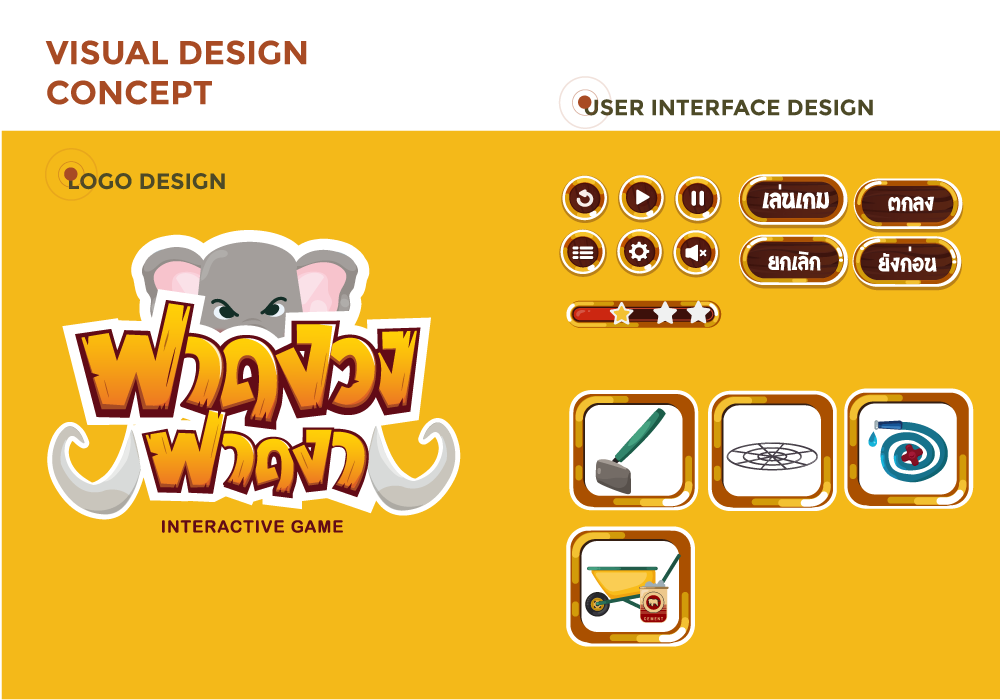 VISUAL DESIGN
CONCEPT
USER INTERFACE DESIGN
LOGO DESIGN
เล่นเกม
ตกลง
ยกเลิก
ยังก่อน
ฟาดงวง
ฟาดงา
INTERACTIVE GAME
CEMENT